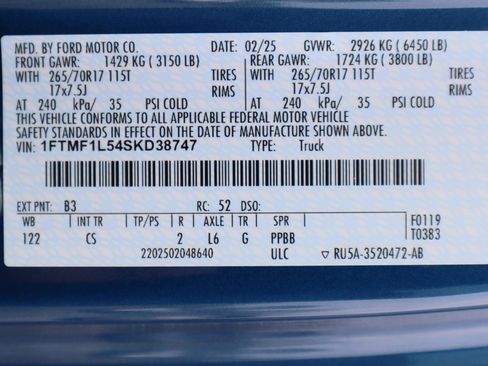 MFD. BY FORD MOTOR CO. DATE: 02/25 GVWR: 2926 KG ( 6450 LB)
FRONT GAWR: 1429 KG ( 3150 LB) REAR GAWR: 1724 KG ( 3800 LB)
WITH 265/70R17 115T TIRES WITH 265/70R17 115T TIRES
17x7.5J RIMS 17x7.5J RIMS
AT 240 kPa/ 35 PSI COLD AT 240 kPa/ 35 PSI COLD
THIS VEHICLE CONFORMS TO ALL APPLICABLE FEDERAL MOTOR VEHICLE
SAFETY STANDARDS IN EFFECT ON THE DATE OF MANUFACTURE SHOWN ABOVE.
VIN: 1FTMF1L54SKD38747 TYPE: Truck
EXT PNT: B3 RC: 52 DSO:
WB INT TR TP/PS R AXLE TR SPR F0119
122 CS 2 L6 G PPBB T0383
2202502048640 ULC ▽ RU5A-3520472-AB